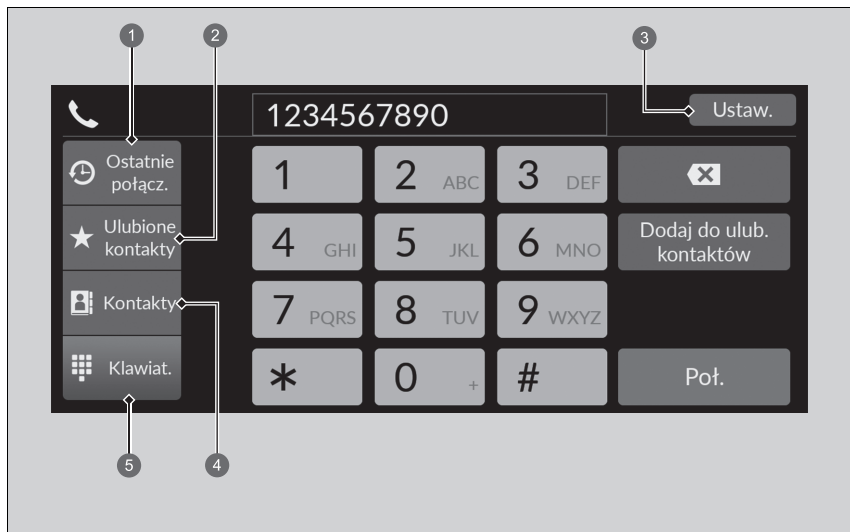 1
2
3
1234567890
Ustaw.
Ostatnie
połącz.
Ulubione
kontakty
Kontakty
Klawiat.
1
2 ABC
3 DEF
4 GHI
5 JKL
6 MNO
Dodaj do ulub.
kontaktów
7 PQRS
8 TUV
9 WXYZ
*
0 +
#
Poł.
5
4